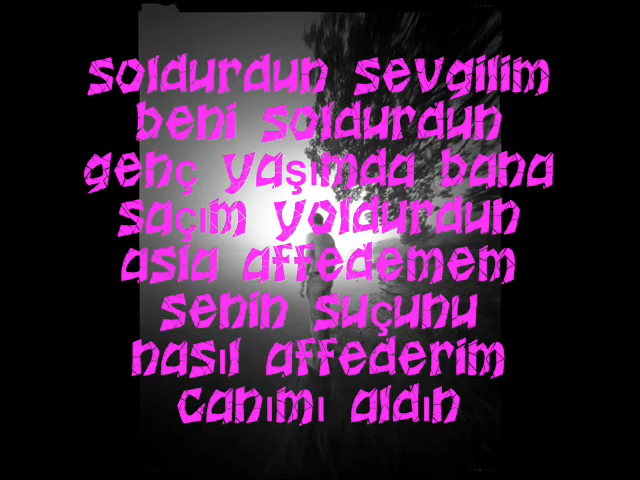 soldurdun sevgilim
beni soldurdun
genç yaşımda bana
saçım yoldurdun
asla affedemem
senin suçunu
nasıl affederim
canımı aldın